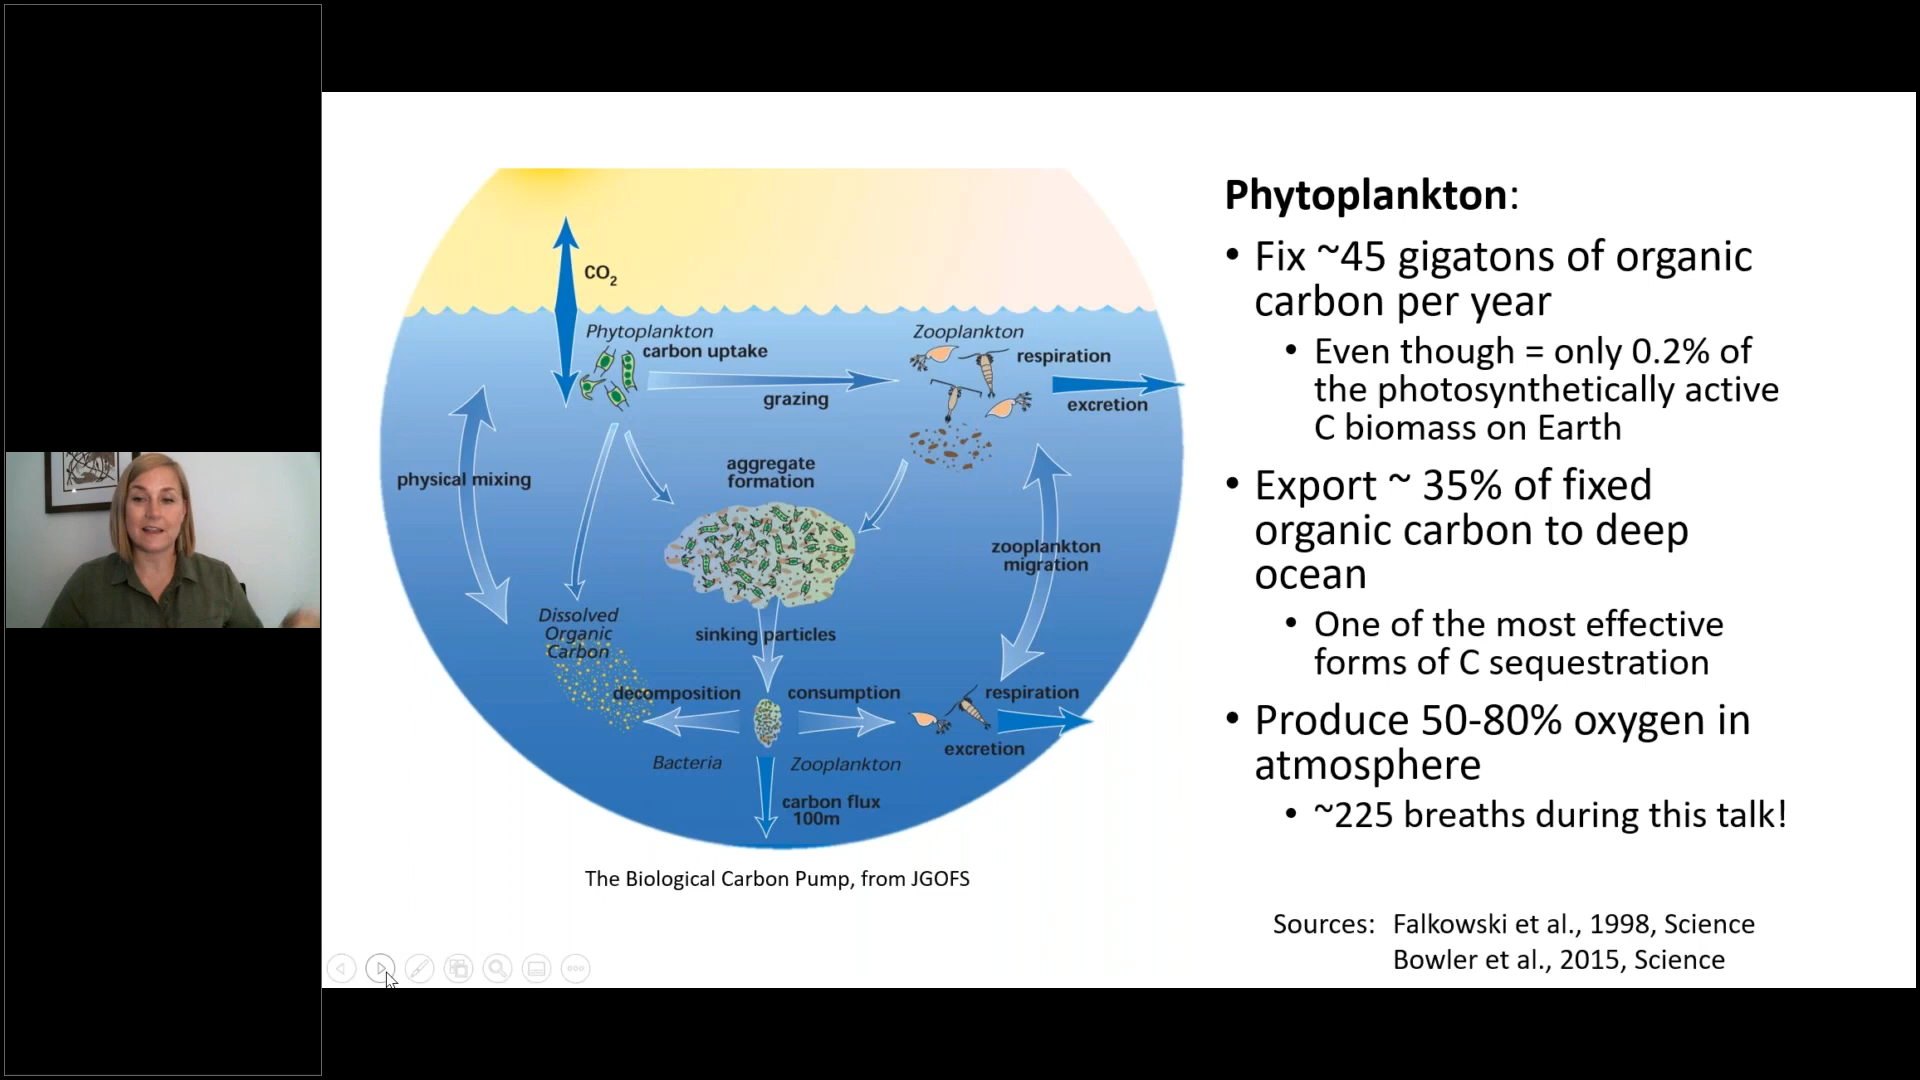 CO2
Phytoplankton
carbon uptake
grazing
Zooplankton
respiration
excretion
physical mixing
aggregate
formation
zooplankton
migration
Dissolved
Organic
Carbon
sinking particles
decomposition
consumption
respiration
excretion
Bacteria
Zooplankton
carbon flux
100m
The Biological Carbon Pump, from JGOFS
Phytoplankton:
• Fix ~45 gigatons of organic
carbon per year
• Even though = only 0.2% of
the photosynthetically active
C biomass on Earth
• Export ~ 35% of fixed
organic carbon to deep
ocean
• One of the most effective
forms of C sequestration
• Produce 50-80% oxygen in
atmosphere
• ~225 breaths during this talk!
Sources: Falkowski et al., 1998, Science
Bowler et al., 2015, Science